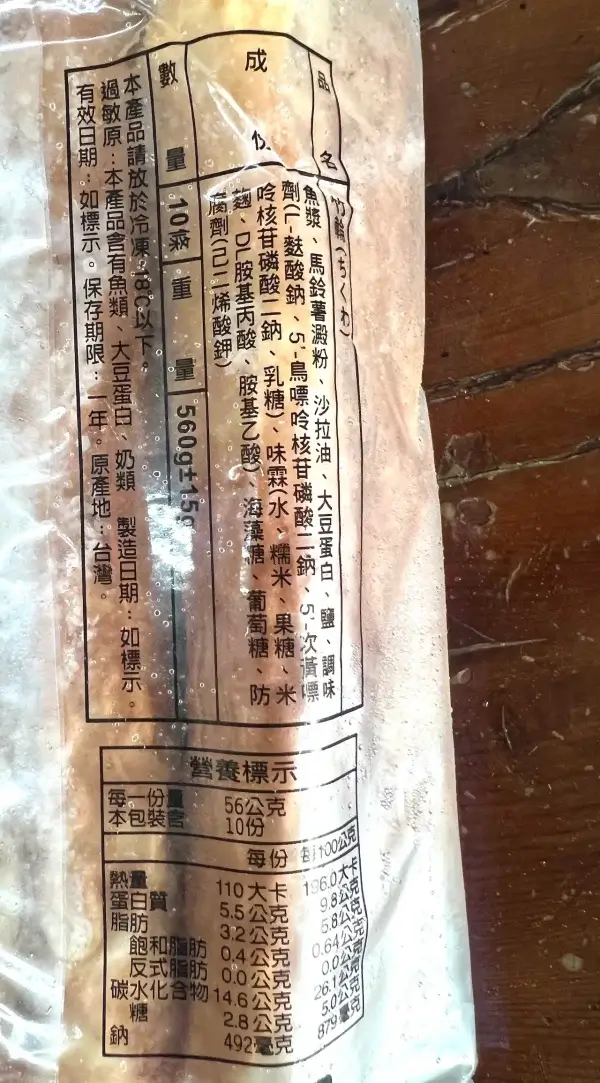 品名 竹輪(ちくわ)
成份 魚漿、馬鈴薯澱粉、沙拉油、大豆蛋白、鹽、調味
劑(L-麩酸鈉、5'-鳥嘌呤核苷磷酸二鈉、5'-次黃嘌
呤核苷磷酸二鈉、乳糖)、味霖(水、糯米、果糖、米
麴、DL胺基丙酸、胺基乙酸)、海藻糖、葡萄糖、防
腐劑(己二烯酸鉀)
數量 10條 重量 560g±15g
本產品請放於冷凍-18C以下。
過敏原:本產品含有魚類、大豆蛋白、奶類 製造日期:如標示。
有效日期:如標示。保存期限:一年。原產地:台灣。
營養標示
每一份量 56公克
本包裝含 10份
每份 每100公克
熱量 110大卡 196.0大卡
蛋白質 5.5公克 9.8公克
脂肪 3.2公克 5.8公克
飽和脂肪 0.4公克 0.64公克
反式脂肪 0.0公克 0.0公克
碳水化合物 14.6公克 26.1公克
糖 2.8公克 5.0公克
鈉 492毫克 879毫克